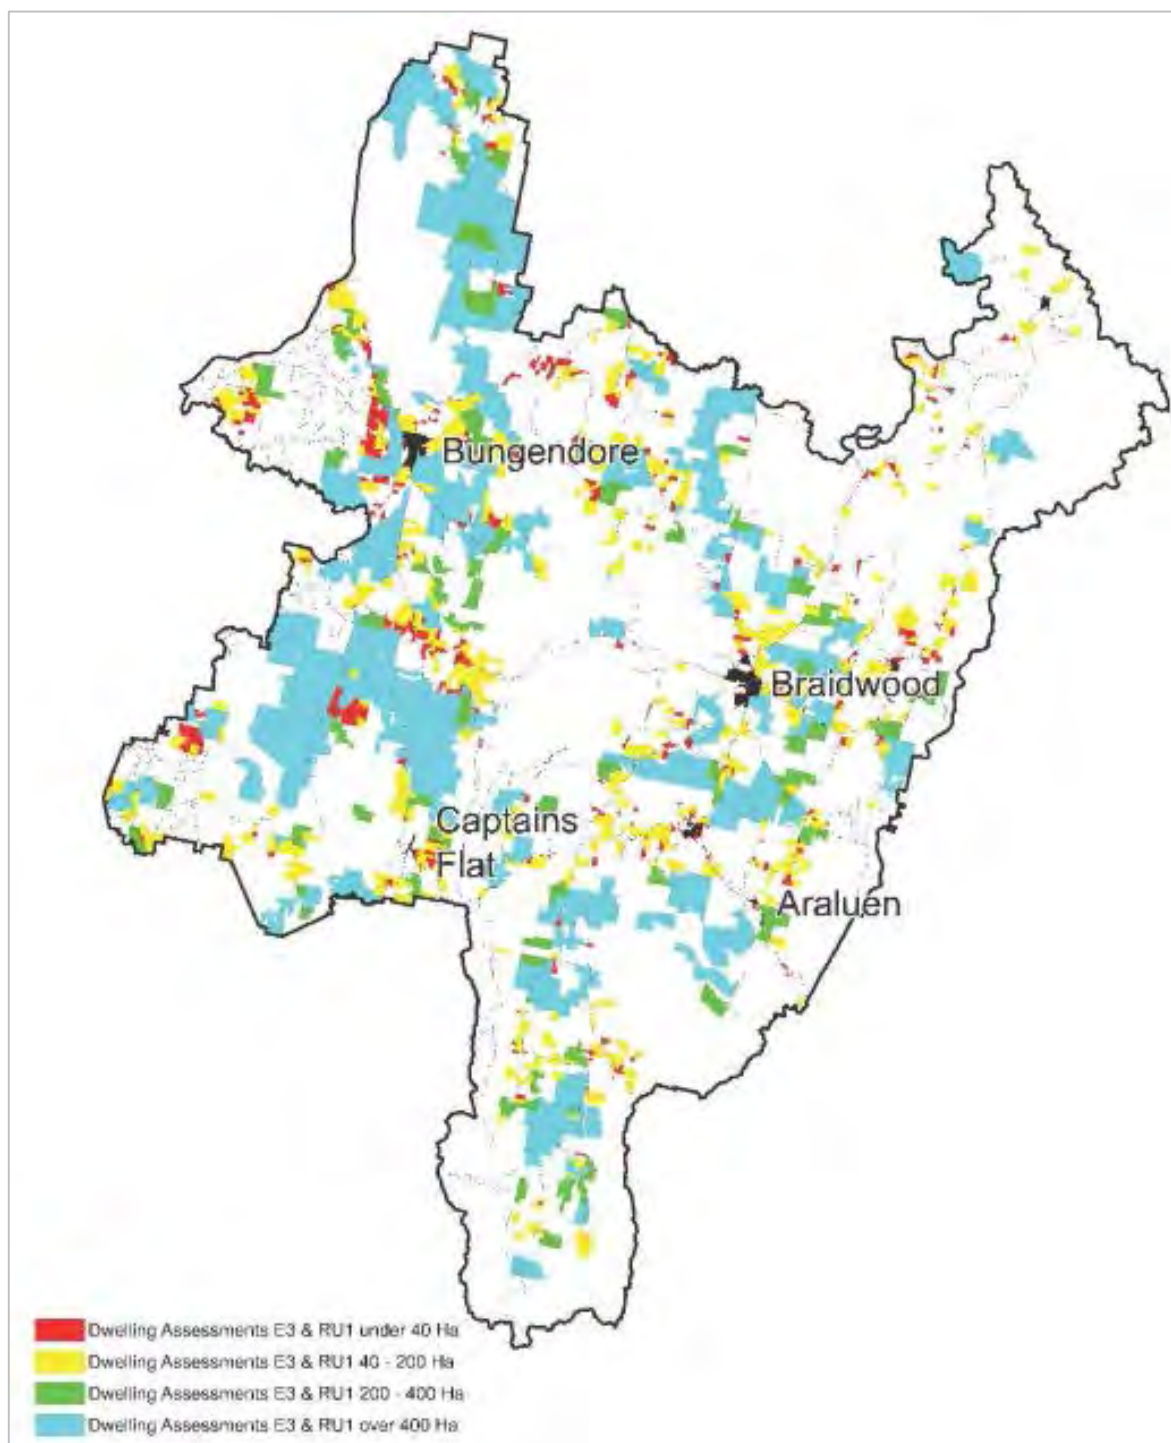 Bungendore
Braidwood
Captains
Flat
Araluen
Dwelling Assessments E3 & RU1 under 40 Ha
Dwelling Assessments E3 & RU1 40 - 200 Ha
Dwelling Assessments E3 & RU1 200 - 400 Ha
Dwelling Assessments E3 & RU1 over 400 Ha